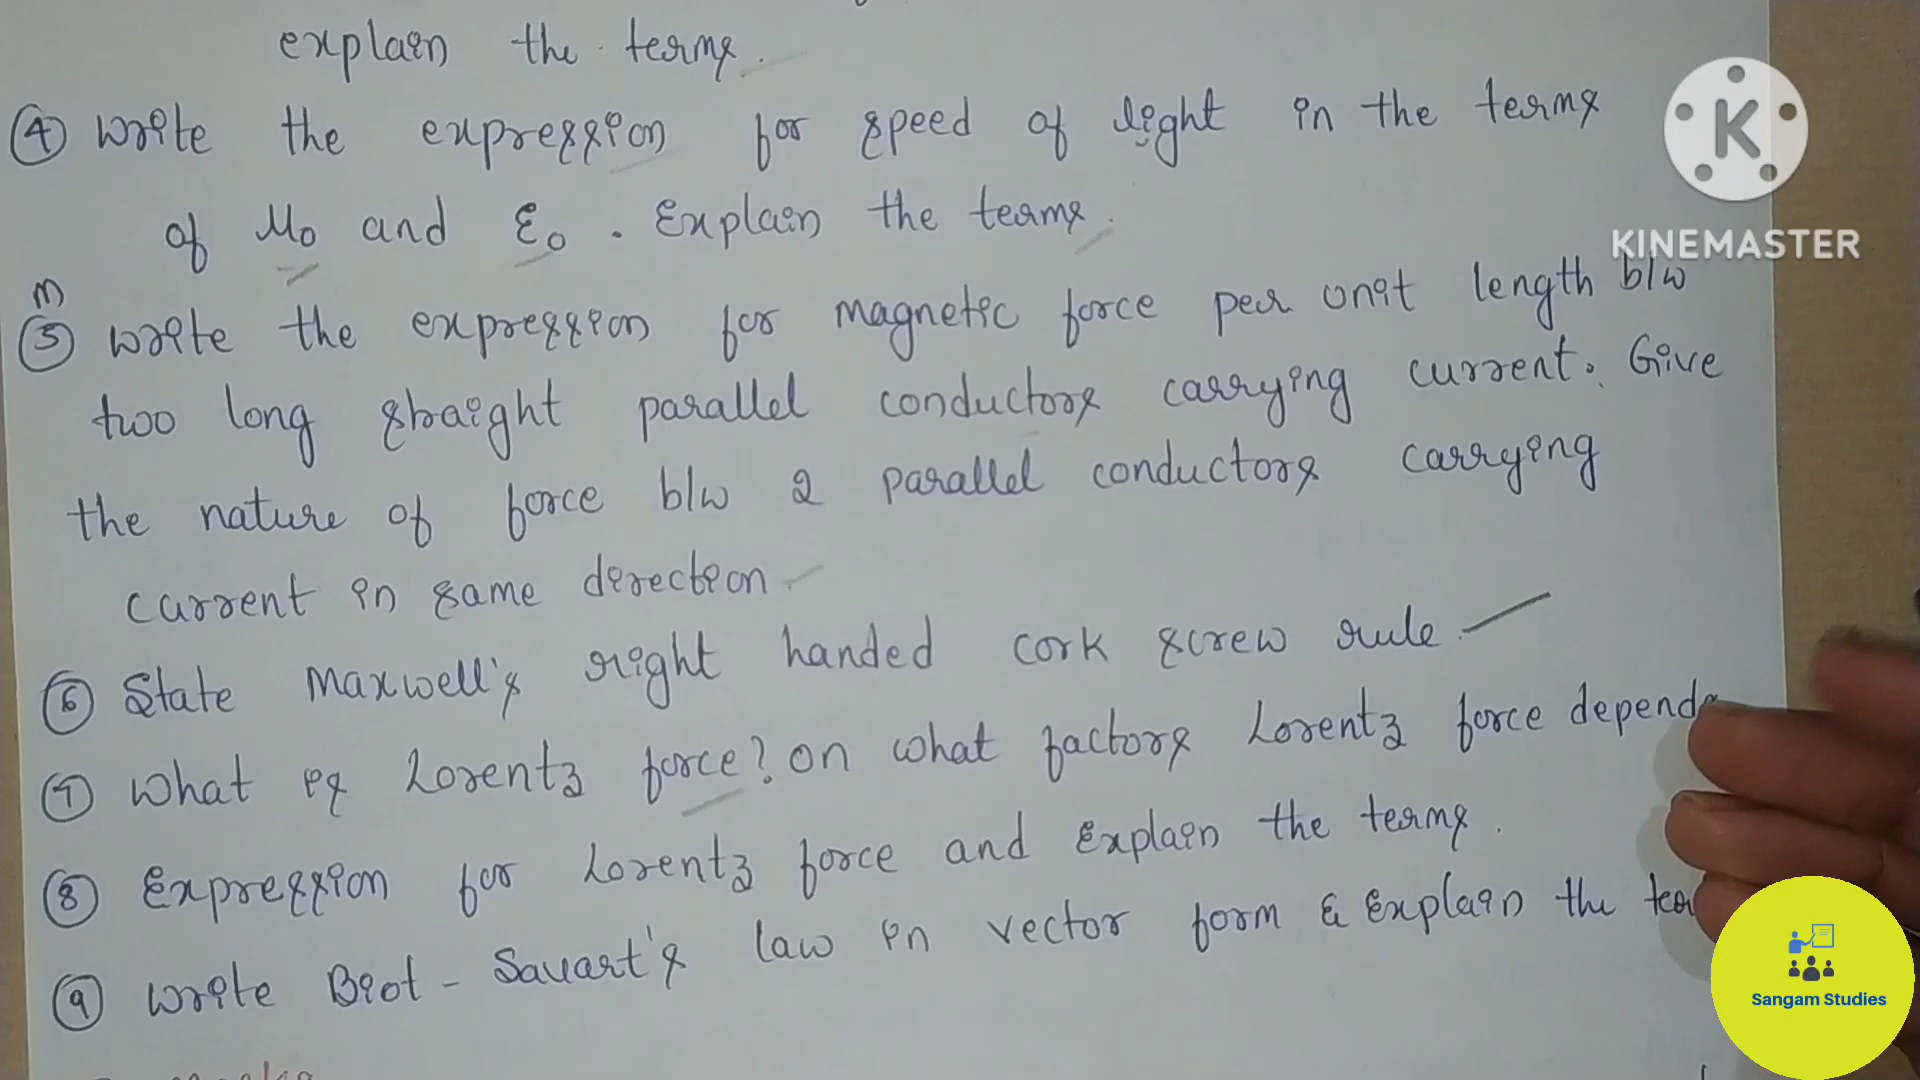 explain the terms.
④ Write the expression for speed of light in the terms
of μ₀ and ε₀. Explain the terms.
M
⑤ Write the expression for magnetic force per unit length b/w
two long straight parallel conductors carrying current. Give
the nature of force b/w 2 parallel conductors carrying
current in same direction
⑥ State Maxwell's right handed cork screw rule.
⑦ What is Lorentz force? On what factors Lorentz force depends
⑧ Expression for Lorentz force and Explain the terms.
⑨ Write Biot-Savart's law in vector form & Explain the
KINEMASTER
Sangam Studies